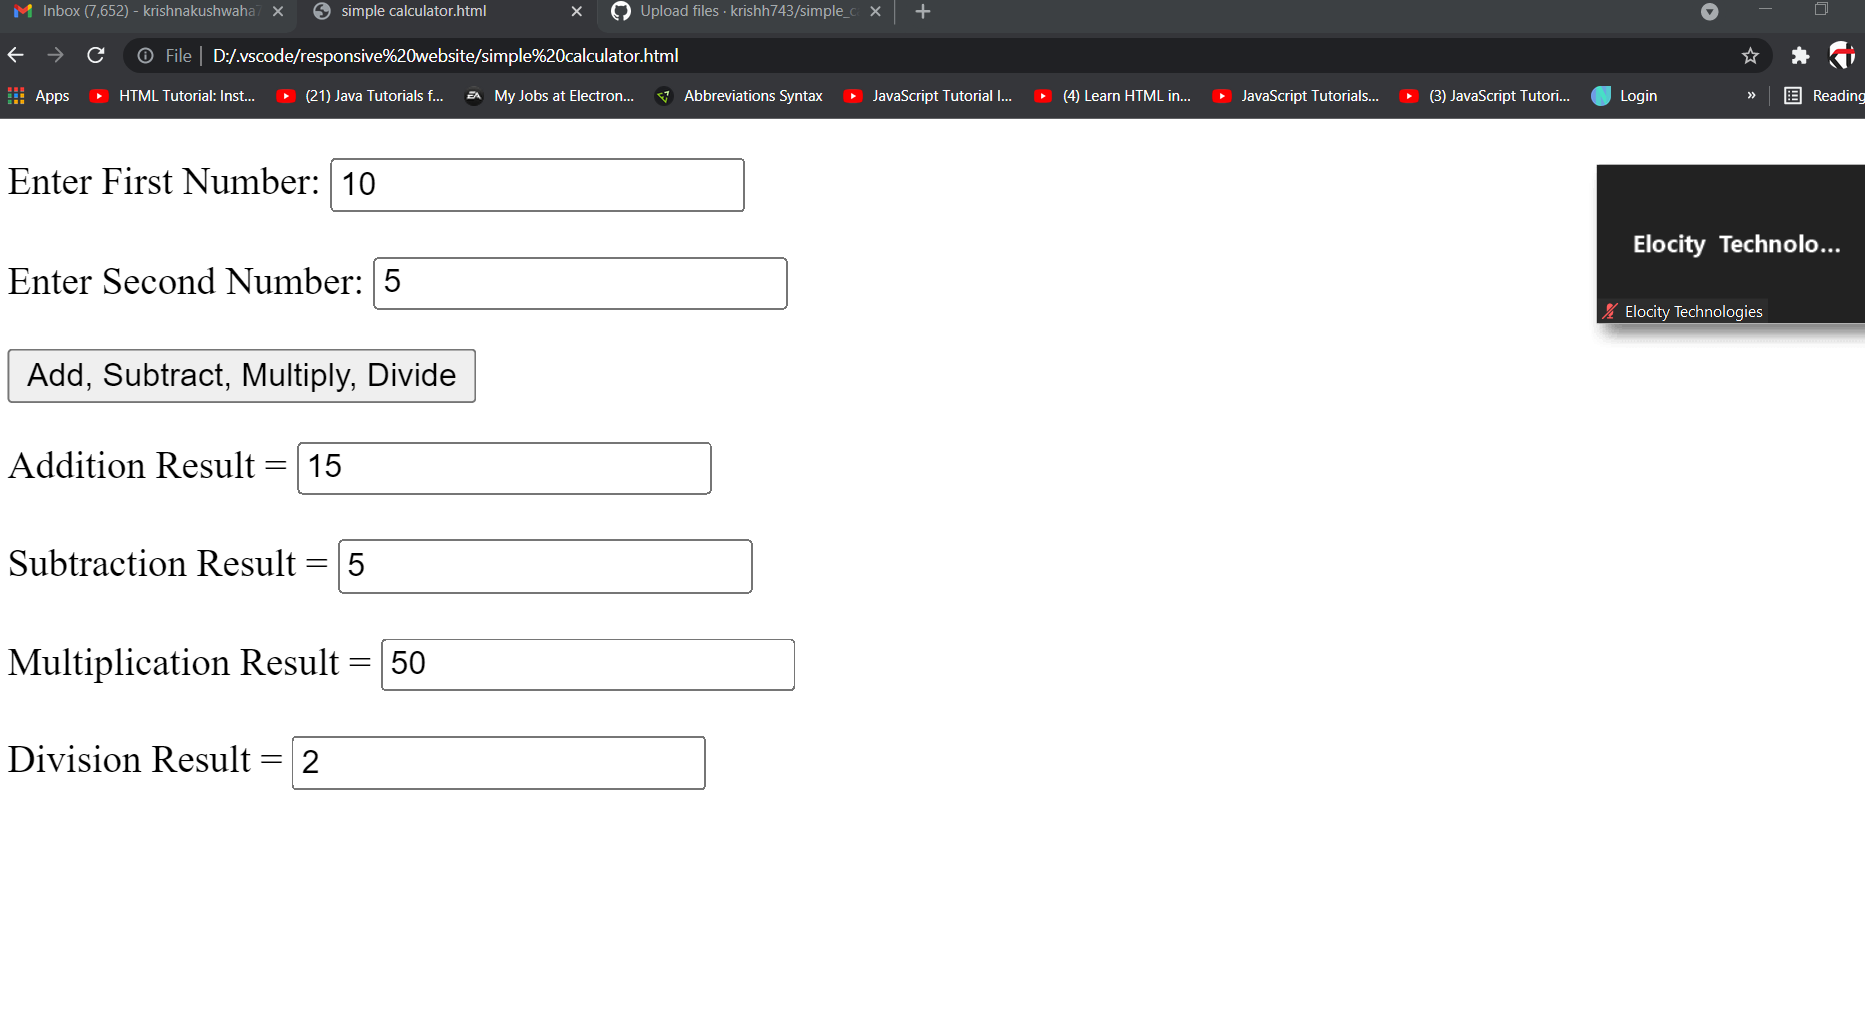 Inbox (7,652) - krishnakushwaha7
simple calculator.html
Upload files · krishh743/simple_c
File
D:/.vscode/responsive%20website/simple%20calculator.html
Apps
HTML Tutorial: Inst...
(21) Java Tutorials f...
My Jobs at Electron...
Abbreviations Syntax
JavaScript Tutorial I...
(4) Learn HTML in...
JavaScript Tutorials...
(3) JavaScript Tutori...
Login
»
Reading
Enter First Number: 10
Enter Second Number: 5
Add, Subtract, Multiply, Divide
Addition Result = 15
Subtraction Result = 5
Multiplication Result = 50
Division Result = 2
Elocity Technolo...
Elocity Technologies